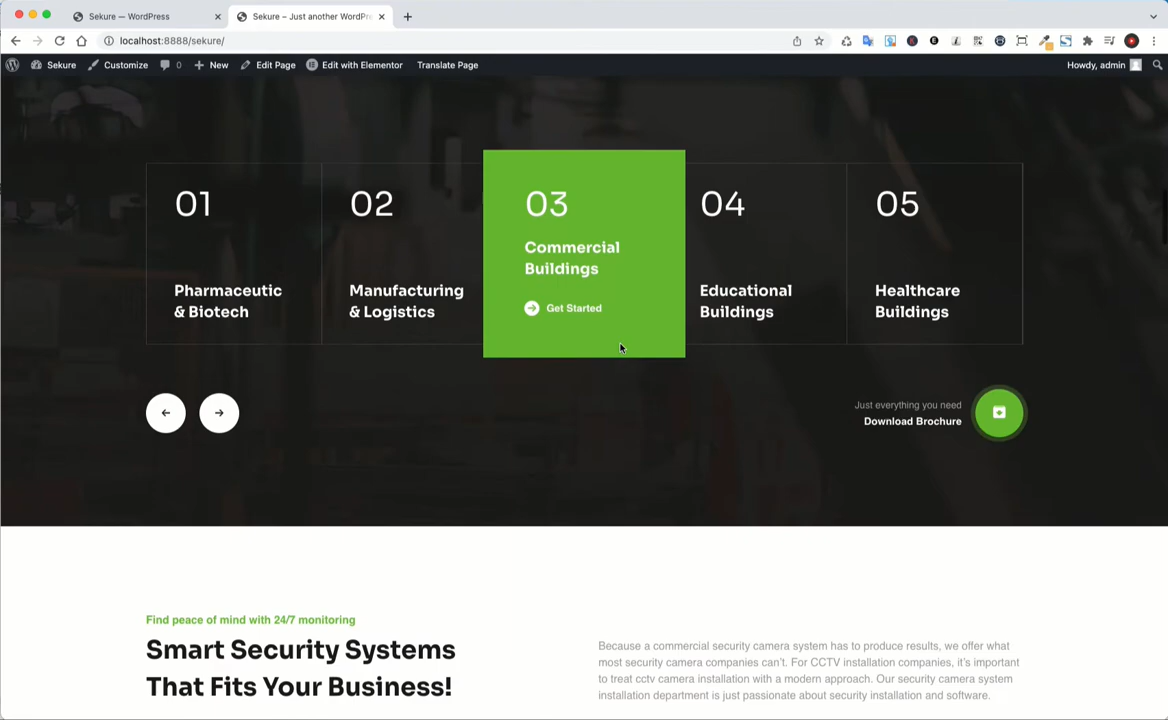 Sekure — WordPress
Sekure – Just another WordPr
localhost:8888/sekure/
Sekure
Customize
0
New
Edit Page
Edit with Elementor
Translate Page
Howdy, admin
01
02
03
04
05
Commercial
Buildings
Pharmaceutic
& Biotech
Manufacturing
& Logistics
Get Started
Educational
Buildings
Healthcare
Buildings
Just everything you need
Download Brochure
Find peace of mind with 24/7 monitoring
Smart Security Systems
That Fits Your Business!
Because a commercial security camera system has to produce results, we offer what
most security camera companies can't. For CCTV installation companies, it's important
to treat cctv camera installation with a modern approach. Our security camera system
installation department is just passionate about security installation and software.